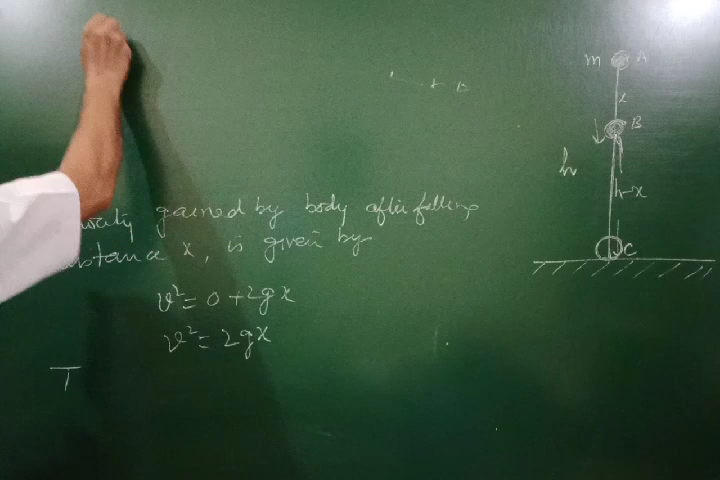 gained by body after falling
x, is given by
v² = 0 + 2gx
v² = 2gx
T
m A
x
B
h
h-x
C